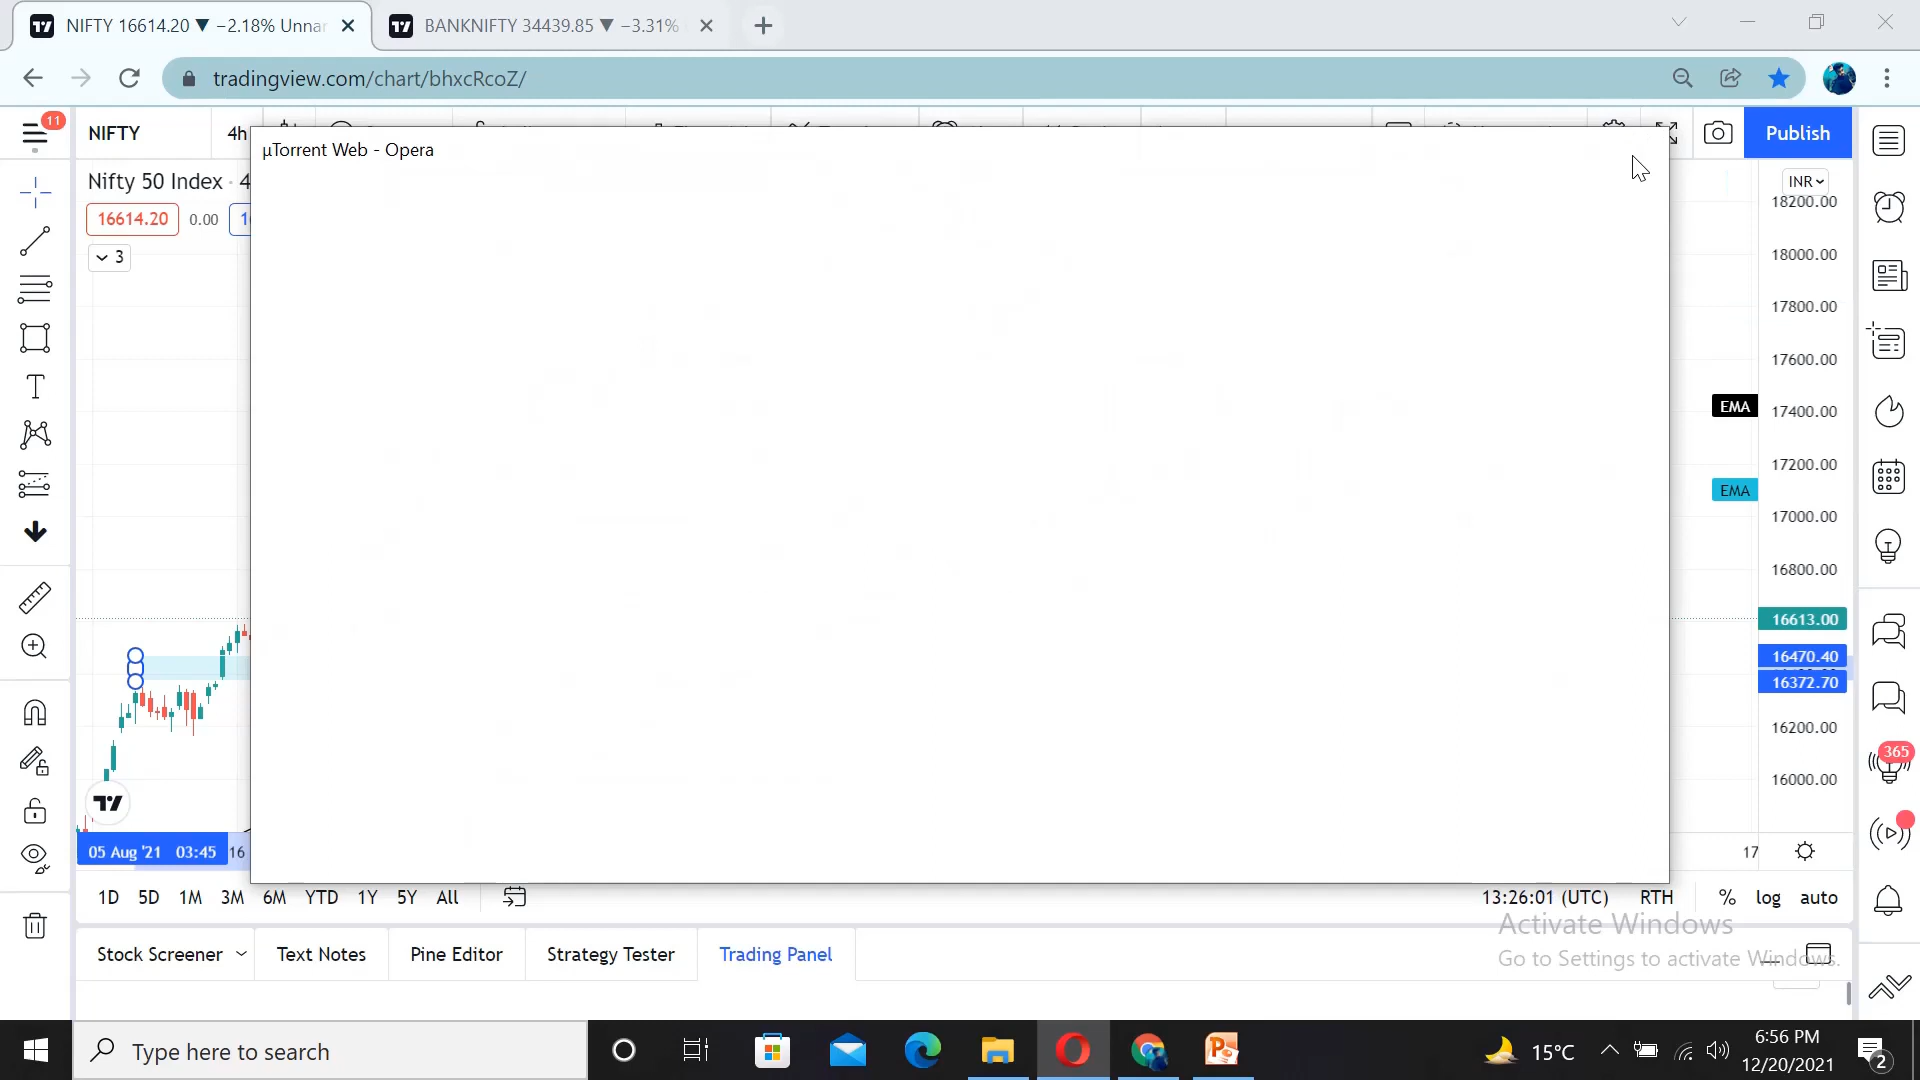 NIFTY 16614.20 ▼ −2.18% Unnar
BANKNIFTY 34439.85 ▼ −3.31%
tradingview.com/chart/bhxcRcoZ/
11
NIFTY
4h
Publish
µTorrent Web - Opera
Nifty 50 Index · 4
INR
16614.20
0.00
1
3
18200.00
18000.00
17800.00
17600.00
17400.00
17200.00
17000.00
16800.00
16613.00
16470.40
16372.70
16200.00
16000.00
EMA
EMA
365
05 Aug '21 03:45
16
17
1D 5D 1M 3M 6M YTD 1Y 5Y All
13:26:01 (UTC) RTH % log auto
Activate Windows
Go to Settings to activate Windows.
Stock Screener
Text Notes
Pine Editor
Strategy Tester
Trading Panel
Type here to search
15°C
6:56 PM
12/20/2021
2